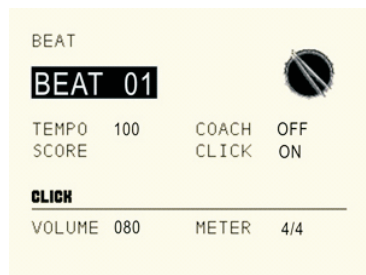 BEAT
BEAT 01
TEMPO 100 COACH OFF
SCORE CLICK ON
CLICK
VOLUME 080 METER 4/4